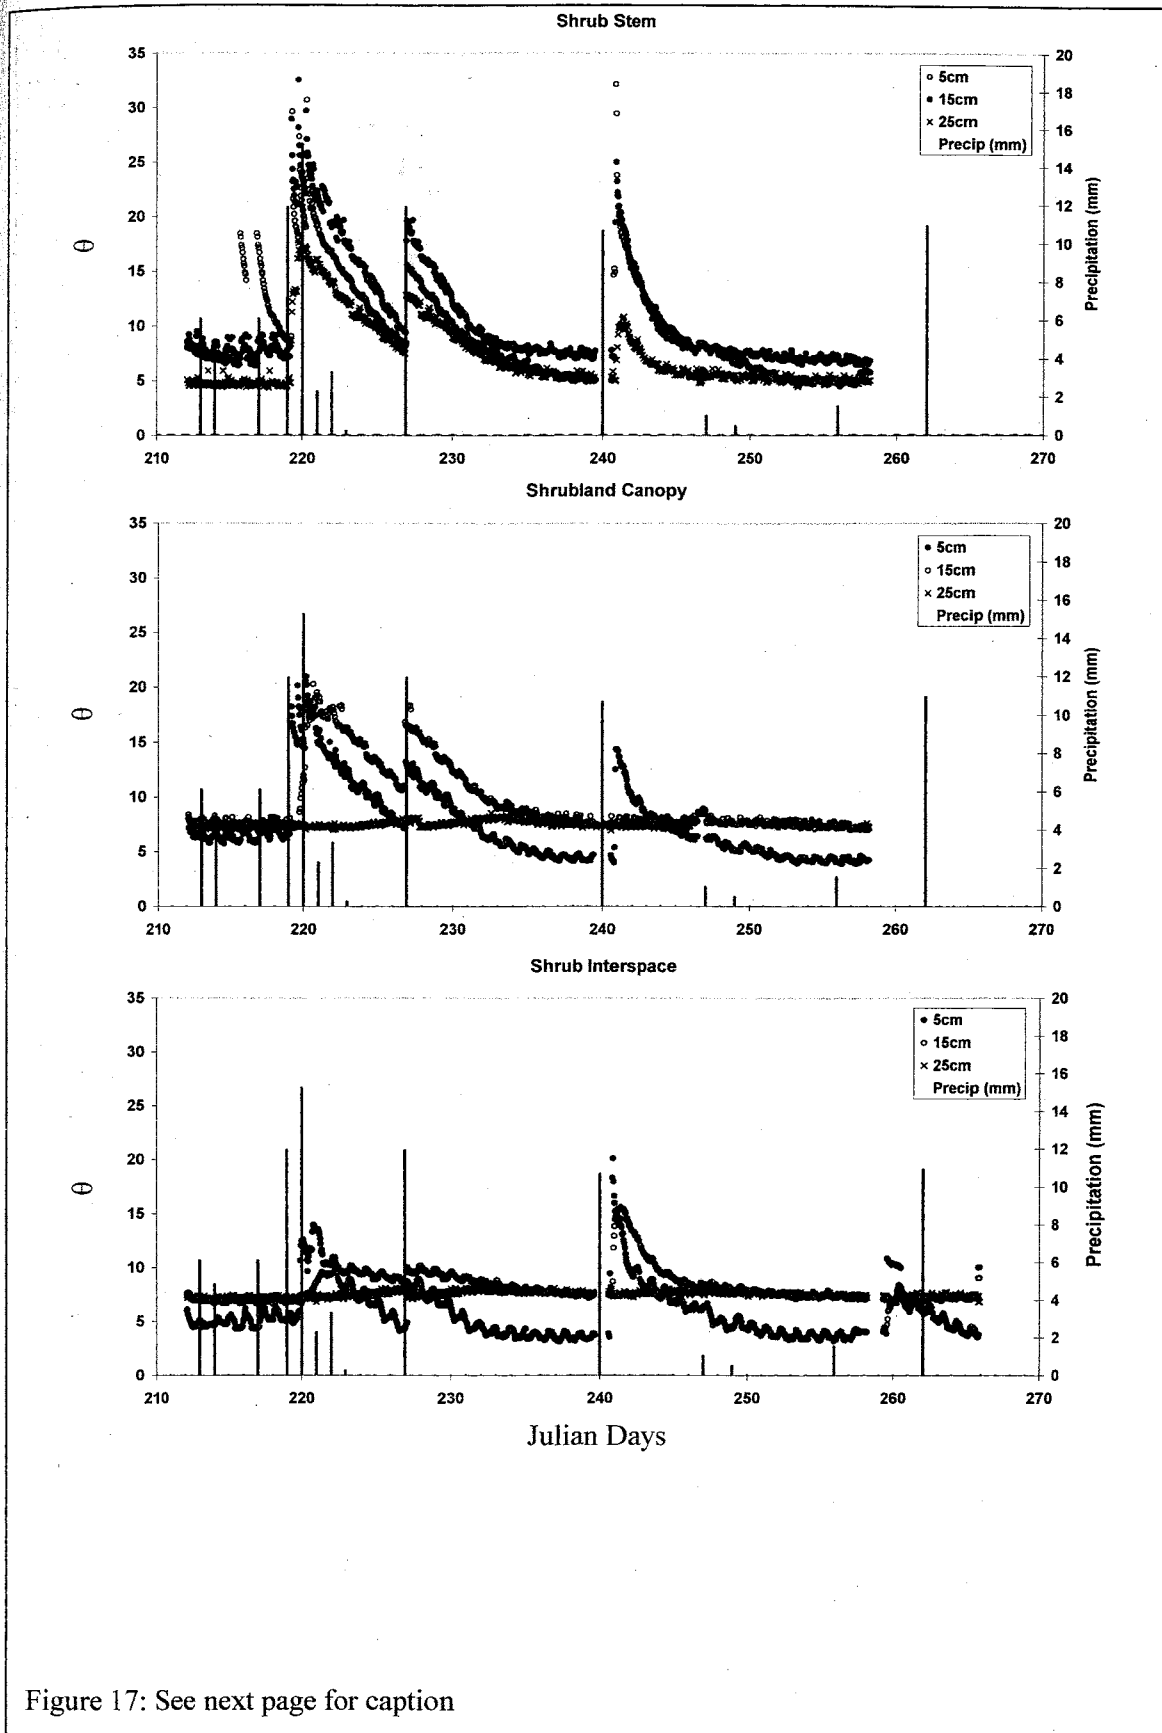 Shrub Stem
35
30
25
20
15
10
5
0
θ
20
18
16
14
12
10
8
6
4
2
0
Precipitation (mm)
5cm
15cm
25cm
Precip (mm)
210 220 230 240 250 260 270
Shrubland Canopy
35
30
25
20
15
10
5
0
θ
20
18
16
14
12
10
8
6
4
2
0
Precipitation (mm)
5cm
15cm
25cm
Precip (mm)
210 220 230 240 250 260 270
Shrub Interspace
35
30
25
20
15
10
5
0
θ
20
18
16
14
12
10
8
6
4
2
0
Precipitation (mm)
5cm
15cm
25cm
Precip (mm)
210 220 230 240 250 260 270
Julian Days
Figure 17: See next page for caption